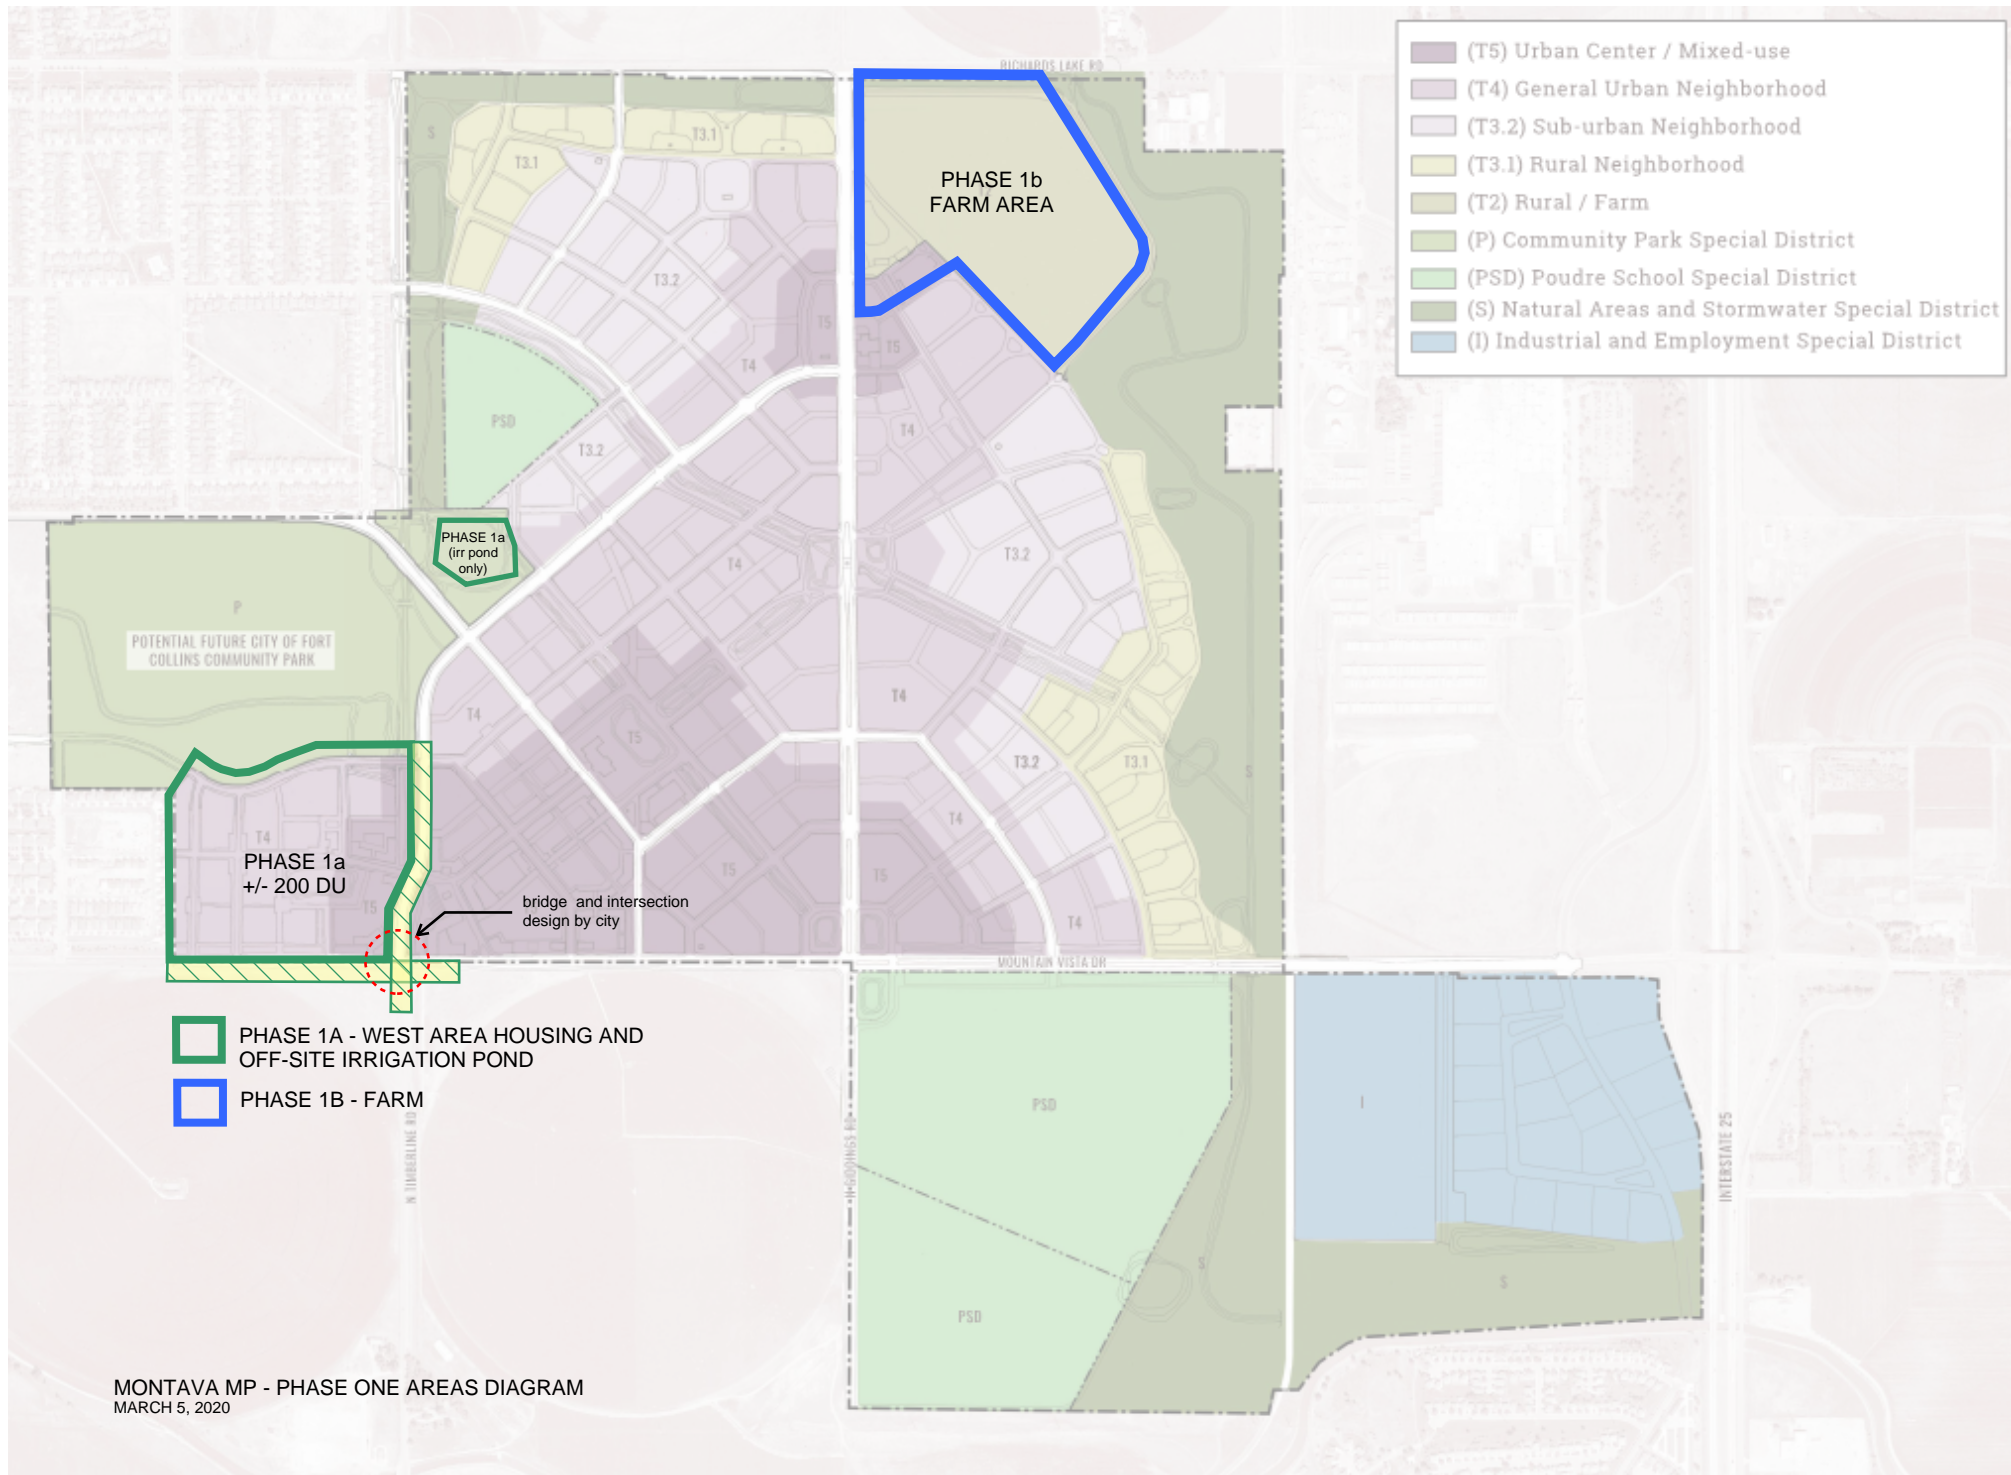 RICHARDS LAKE RD
(T5) Urban Center / Mixed-use
(T4) General Urban Neighborhood
(T3.2) Sub-urban Neighborhood
(T3.1) Rural Neighborhood
(T2) Rural / Farm
(P) Community Park Special District
(PSD) Poudre School Special District
(S) Natural Areas and Stormwater Special District
(I) Industrial and Employment Special District
S
T3.1
T3.1
PHASE 1b
FARM AREA
T3.2
T5
T5
T4
PSD
T3.2
T4
PHASE 1a
(irr pond
only)
T4
T3.2
P
POTENTIAL FUTURE CITY OF FORT
COLLINS COMMUNITY PARK
T4
T4
T5
T3.2
T3.1
S
T4
T4
PHASE 1a
+/- 200 DU
T5
T5
T5
T4
bridge and intersection
design by city
MOUNTAIN VISTA DR
PHASE 1A - WEST AREA HOUSING AND
OFF-SITE IRRIGATION POND
PHASE 1B - FARM
N TIMBERLINE RD
N GIDDINGS RD
PSD
I
INTERSTATE 25
S
S
PSD
MONTAVA MP - PHASE ONE AREAS DIAGRAM
MARCH 5, 2020